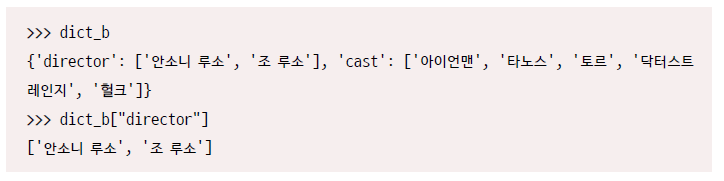 >>> dict_b
{'director': ['안소니 루소', '조 루소'], 'cast': ['아이언맨', '타노스', '토르', '닥터스트
레인지', '헐크']}
>>> dict_b["director"]
['안소니 루소', '조 루소']